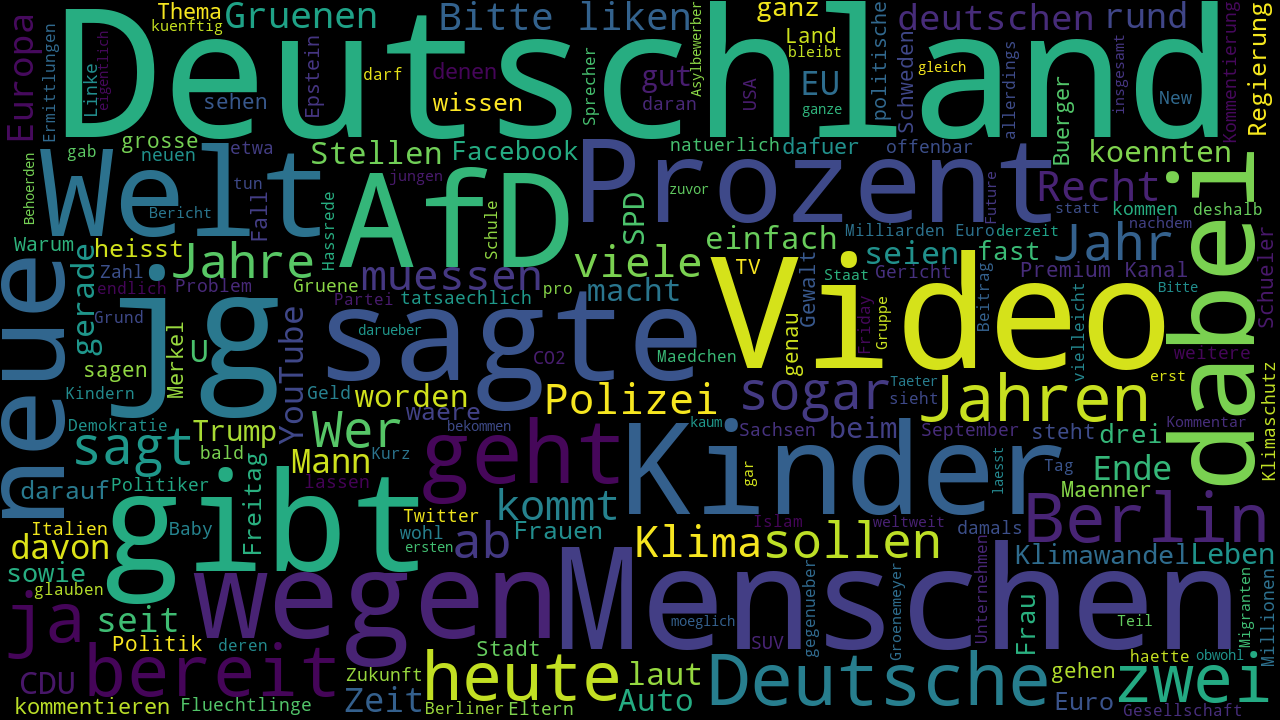 Deutschland
Thema
kuenftig
Gruenen
Bitte liken
ganz
deutschen
rund
Europa
Ermittlungen
Linke
eigentlich
sehen
Epstein
darf
denen
wissen
Sprecher
gut
daran
Asylbewerber
USA
Land
bleibt
EU
ganze
politische
Schweden
gleich
allerdings
Buerger
insgesamt
New
Kommentierung
Regierung
Behoerden
gab
grosse
neuen
etwa
Stellen
Facebook
natuerlich
dafuer
offenbar
koennten
Welt
Bericht
tun
Fallt
Hassrede
AfD
jungen
Schule
Prozent
zuvor
SPD
Future
Recht
statt
kommen
nachdem
deshalb
dabei
Warum
heisst
Jahre
muessen
viele
einfach
Milliarden Euro
derzeit
seien
fast
Jahr
Schueler
neue
gerade
Zahl
endlich
Problem
Gruene
Partei
tatsaechlich
pro
macht
Video
TV
Gewalt
Staat
Gericht
Premium Kanal
Bitte
Grund
jg
YouTube
sagte
darueber
CO2
Maedchen
genau
Friday
Gruppe
Beitrag
vielleicht
weitere
sagen
Merkel
U
Kindern
Geld
worden
waere
Polizei
sogar
Taeter
sieht
Jahren
erst
Klimaschutz
Demokratie
sagt
Trump
bald
Wer
Kurz
bekommen
kaum
Sachsen
beim
September
steht
drei
Kommentar
Mann
geht
Kinder
gar
laesst
Tag
Ende
darauf
Politiker
gibt
Freitag
lassen
kommt
Maenner
Italien
Baby
Twitter
wohl
ersten
ab
Frauen
Islam
weltweit
damals
Berlin
davon
Klima
sollen
Klimawandel
Leben
sowie
glauben
wegen
Menschen
gegenueber
Groenemeyer
Unternehmen
Frau
Migranten
Millionen
ja
seit
Politik
deren
moeglich
SUV
Teil
CDU
bereit
Zukunft
Zeit
Stadt
heute
laut
Deutsche
gehen
haette
obwohl
kommentieren
Fluechtlinge
Berliner
Eltern
Auto
Euro
zwei
Gesellschaft